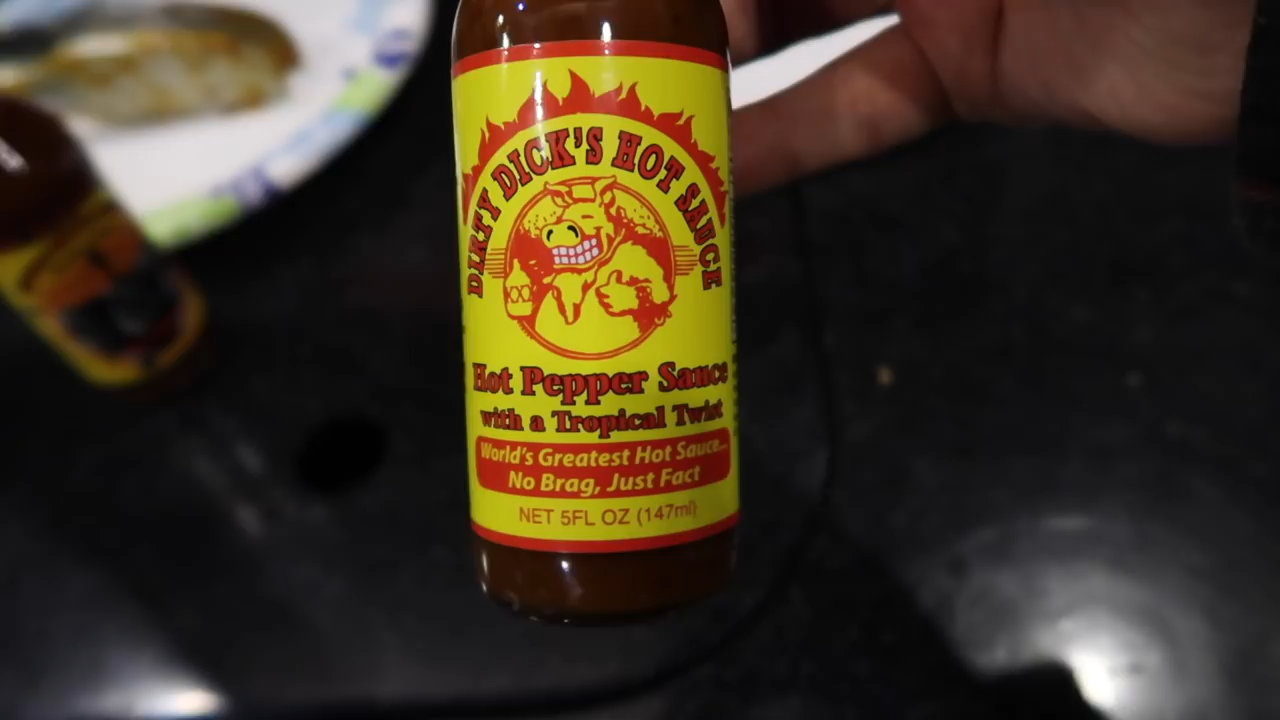 DIRTY DICK'S HOT SAUCE
XX
Hot Pepper Sauce
with a Tropical Twist
World's Greatest Hot Sauce...
No Brag, Just Fact
NET 5FL OZ (147ml)